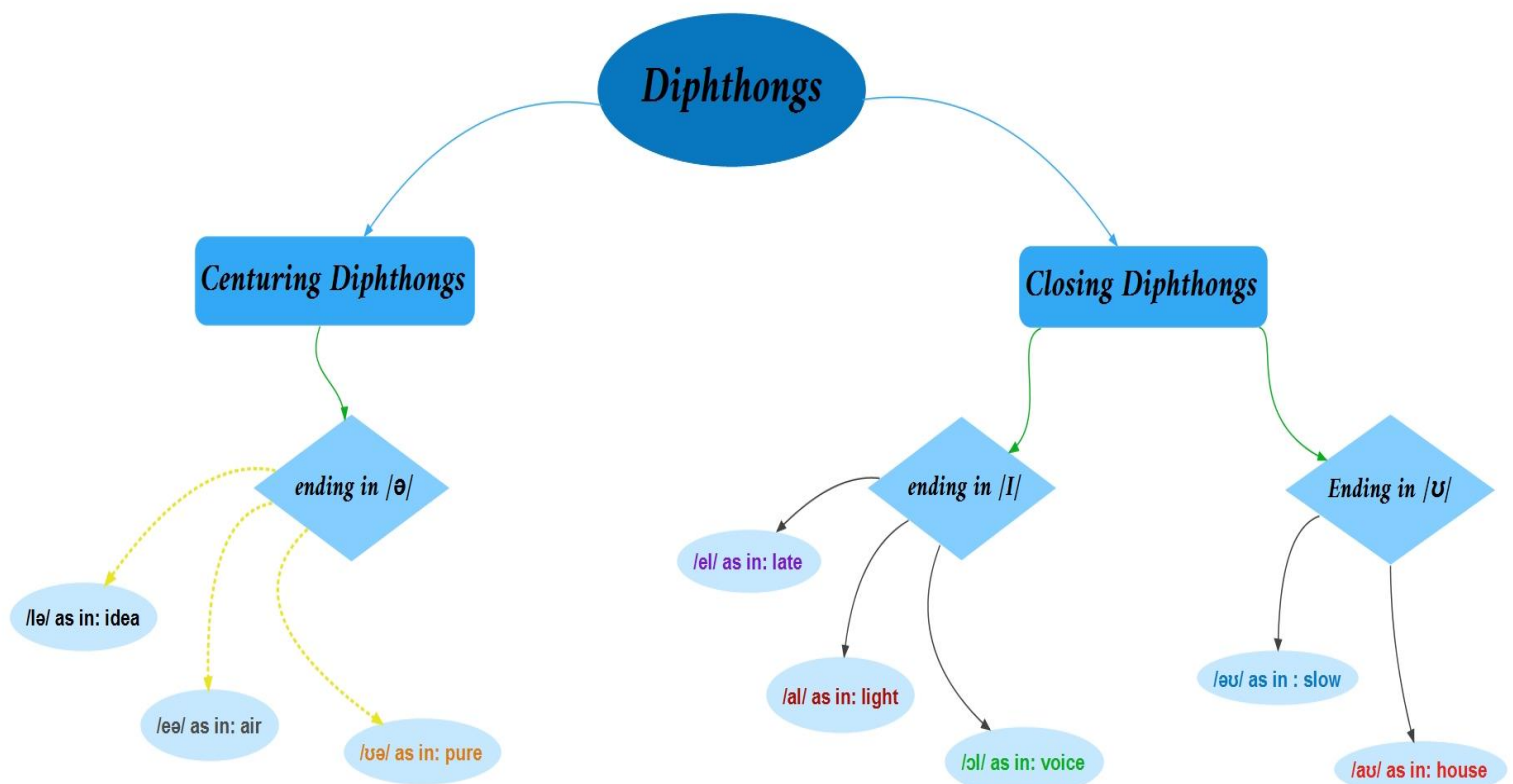 Diphthongs
Centuring Diphthongs
Closing Diphthongs
ending in /ə/
ending in /I/
Ending in /ʊ/
/Iə/ as in: idea
/eə/ as in: air
/ʊə/ as in: pure
/eI/ as in: late
/aI/ as in: light
/ɔI/ as in: voice
/əʊ/ as in : slow
/aʊ/ as in: house